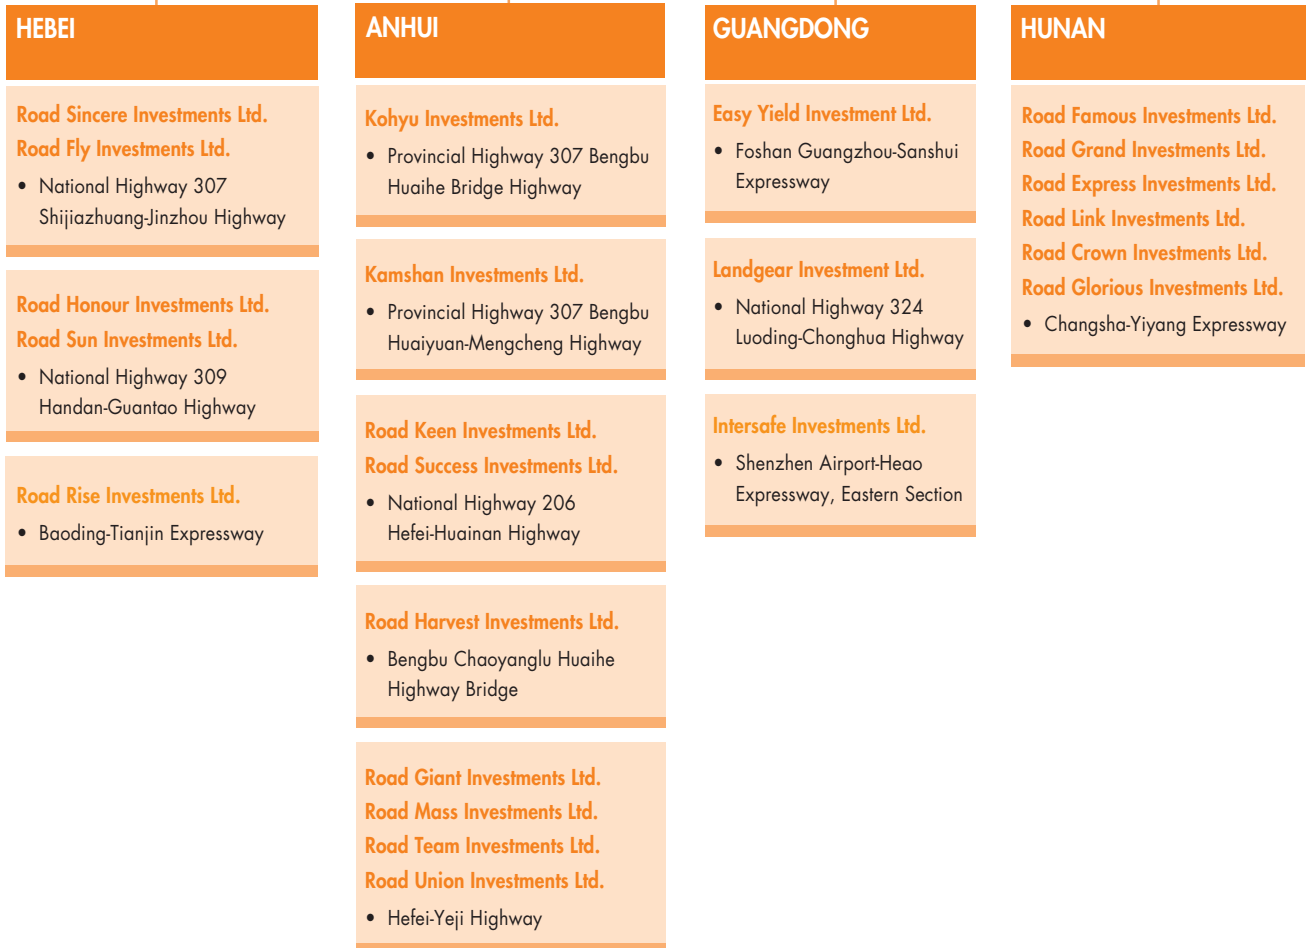 HEBEI
Road Sincere Investments Ltd.
Road Fly Investments Ltd.
• National Highway 307
Shijiazhuang-Jinzhou Highway
Road Honour Investments Ltd.
Road Sun Investments Ltd.
• National Highway 309
Handan-Guantao Highway
Road Rise Investments Ltd.
• Baoding-Tianjin Expressway
ANHUI
Kohyu Investments Ltd.
• Provincial Highway 307 Bengbu
Huaihe Bridge Highway
Kamshan Investments Ltd.
• Provincial Highway 307 Bengbu
Huaiyuan-Mengcheng Highway
Road Keen Investments Ltd.
Road Success Investments Ltd.
• National Highway 206
Hefei-Huainan Highway
Road Harvest Investments Ltd.
• Bengbu Chaoyanglu Huaihe
Highway Bridge
Road Giant Investments Ltd.
Road Mass Investments Ltd.
Road Team Investments Ltd.
Road Union Investments Ltd.
• Hefei-Yeji Highway
GUANGDONG
Easy Yield Investment Ltd.
• Foshan Guangzhou-Sanshui
Expressway
Landgear Investment Ltd.
• National Highway 324
Luoding-Chonghua Highway
Intersafe Investments Ltd.
• Shenzhen Airport-Heao
Expressway, Eastern Section
HUNAN
Road Famous Investments Ltd.
Road Grand Investments Ltd.
Road Express Investments Ltd.
Road Link Investments Ltd.
Road Crown Investments Ltd.
Road Glorious Investments Ltd.
• Changsha-Yiyang Expressway